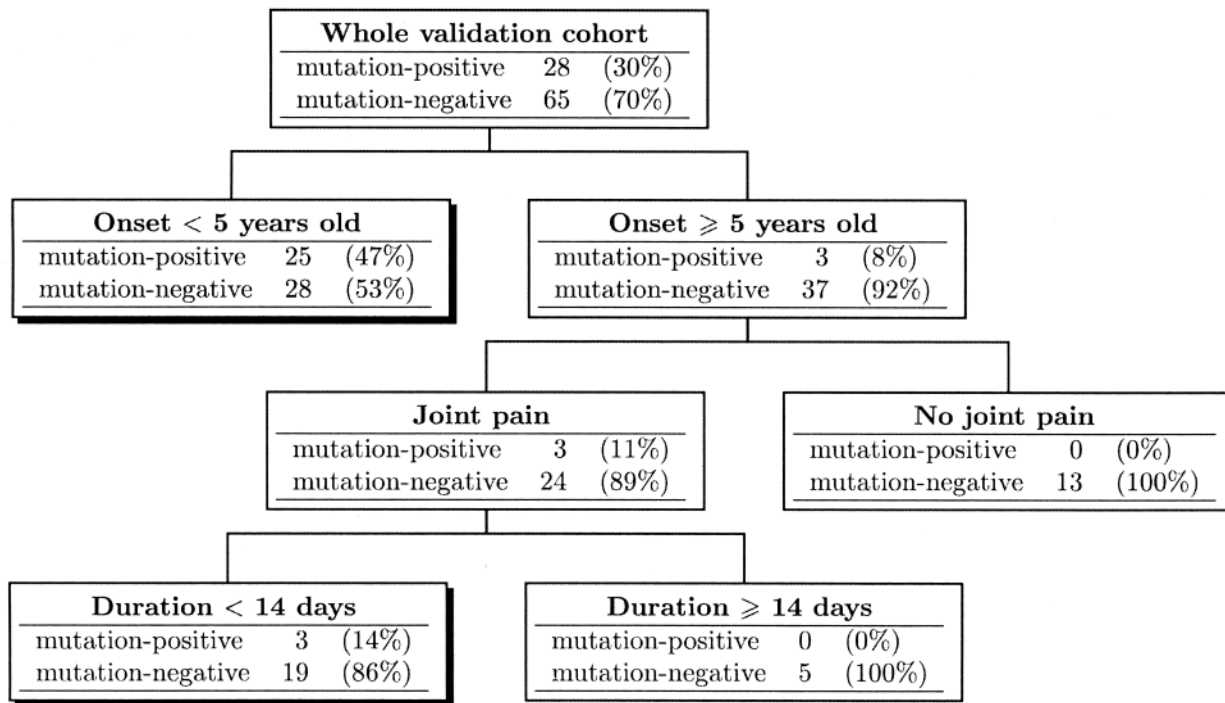 Whole validation cohort
mutation-positive 28 (30%)
mutation-negative 65 (70%)
Onset < 5 years old
mutation-positive 25 (47%)
mutation-negative 28 (53%)
Onset ⩾ 5 years old
mutation-positive 3 (8%)
mutation-negative 37 (92%)
Joint pain
mutation-positive 3 (11%)
mutation-negative 24 (89%)
No joint pain
mutation-positive 0 (0%)
mutation-negative 13 (100%)
Duration < 14 days
mutation-positive 3 (14%)
mutation-negative 19 (86%)
Duration ⩾ 14 days
mutation-positive 0 (0%)
mutation-negative 5 (100%)